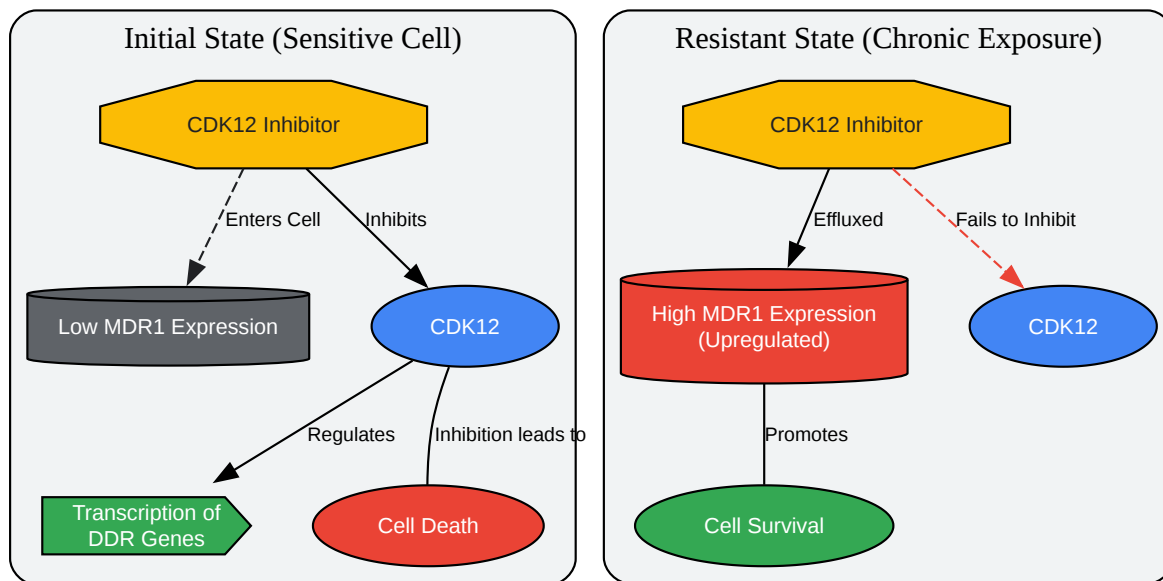 Initial State (Sensitive Cell)
CDK12 Inhibitor
Enters Cell
Inhibits
Low MDR1 Expression
CDK12
Regulates
Inhibition leads to
Transcription of
DDR Genes
Cell Death
Resistant State (Chronic Exposure)
CDK12 Inhibitor
Effluxed
Fails to Inhibit
High MDR1 Expression
(Upregulated)
CDK12
Promotes
Cell Survival